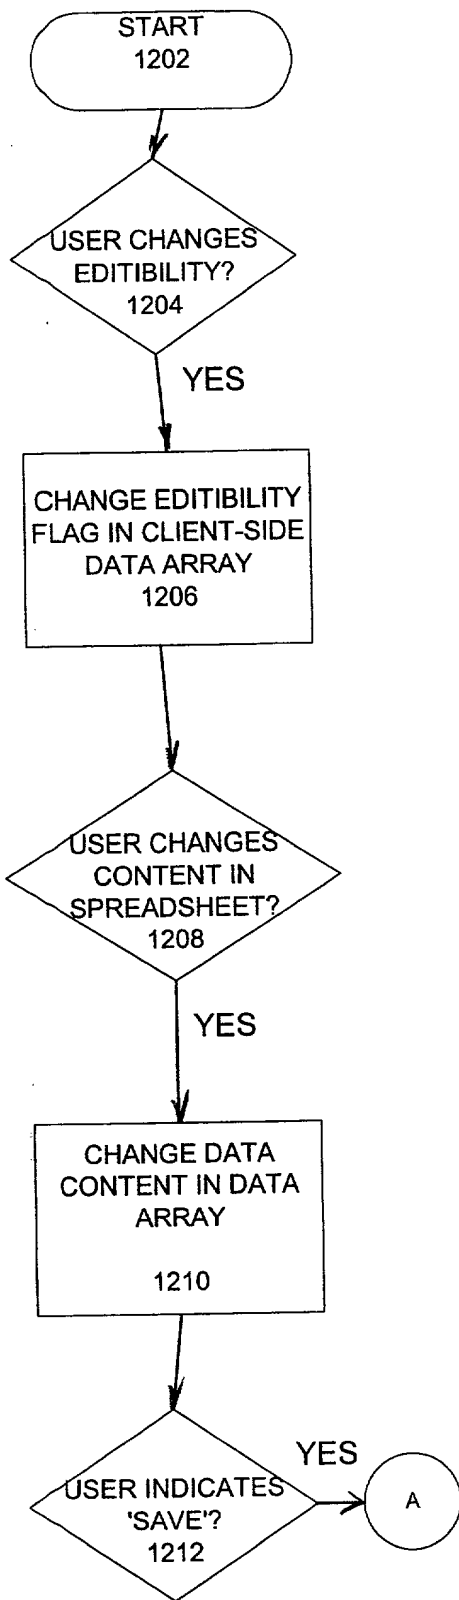 START
1202
USER CHANGES
EDITIBILITY?
1204
YES
CHANGE EDITIBILITY
FLAG IN CLIENT-SIDE
DATA ARRAY
1206
USER CHANGES
CONTENT IN
SPREADSHEET?
1208
YES
CHANGE DATA
CONTENT IN DATA
ARRAY
1210
USER INDICATES
'SAVE'?
1212
YES
A